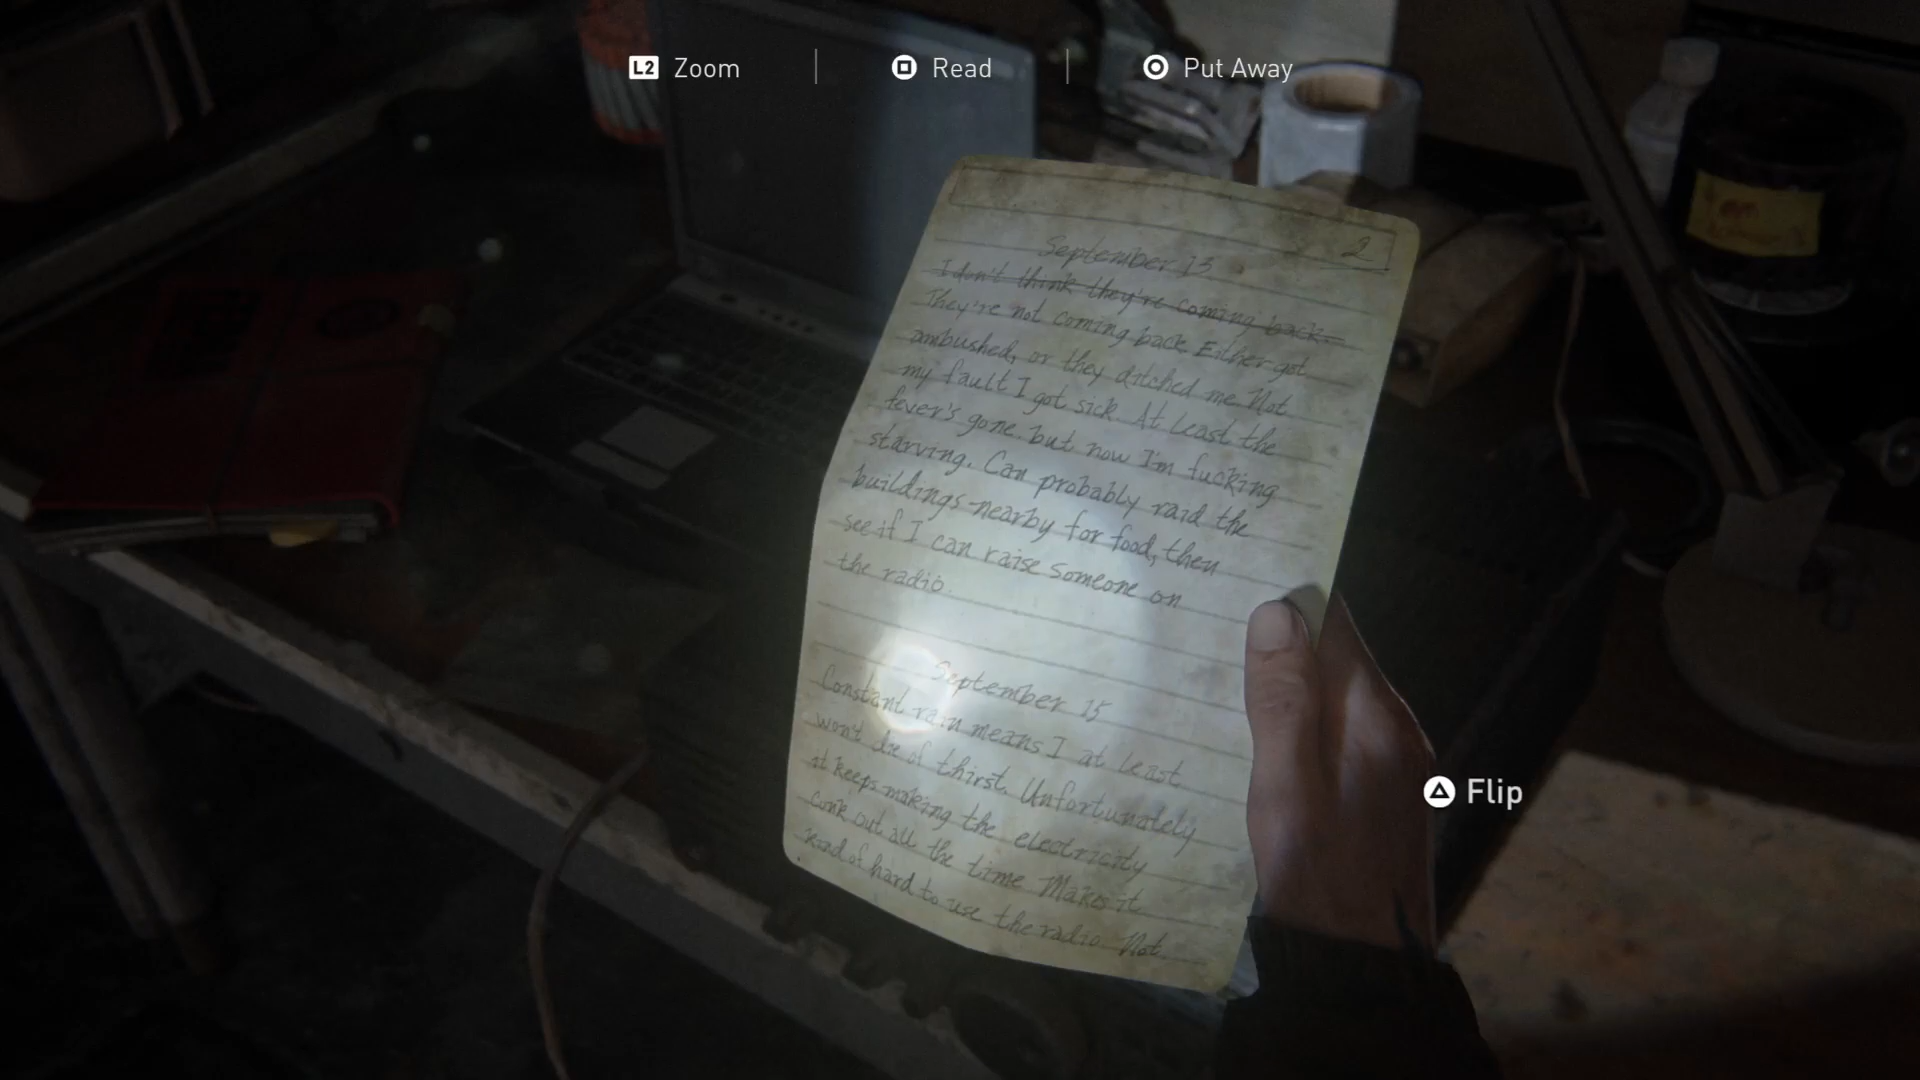 L2 Zoom
Read
Put Away
2
September 13
I don't think they're coming back.
They're not coming back. Either got
ambushed, or they ditched me. Not
my fault I got sick. At least the
fever's gone but now I'm fucking
starving. Can probably raid the
buildings nearby for food, then
see if I can raise someone on
the radio.
September 15
Constant rain means I at least
won't die of thirst. Unfortunately
it keeps making the electricity
conk out all the time. Makes it
kind of hard to use the radio. Not
Flip